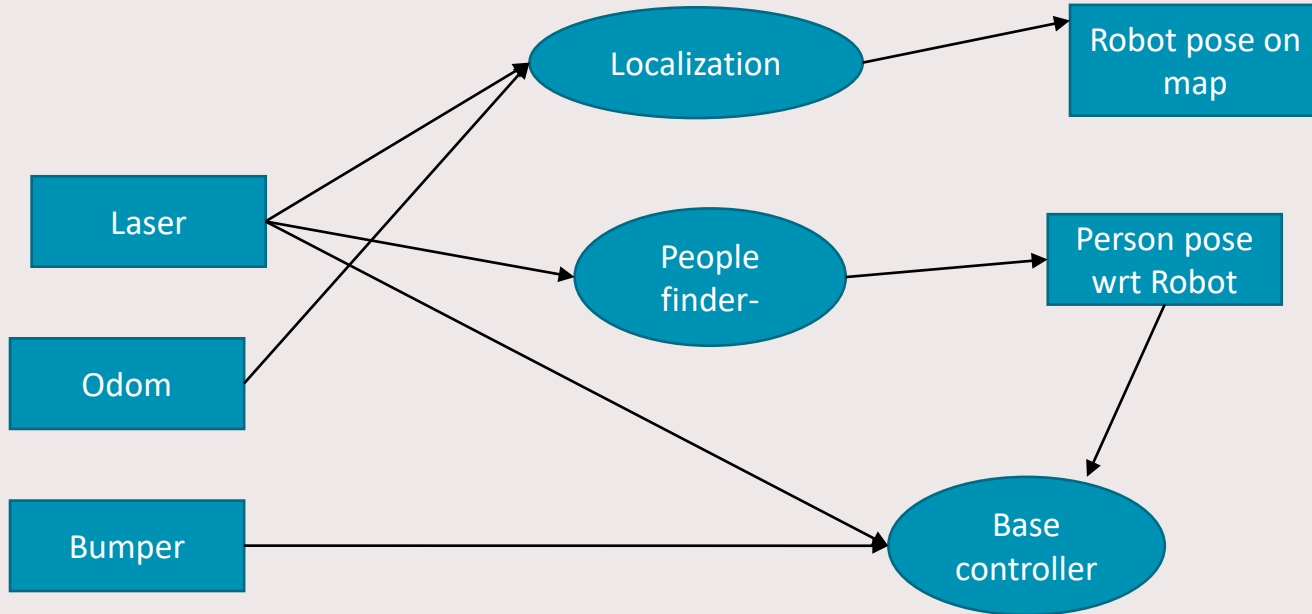 Localization
Robot pose on
map
Laser
People
finder-
Person pose
wrt Robot
Odom
Bumper
Base
controller